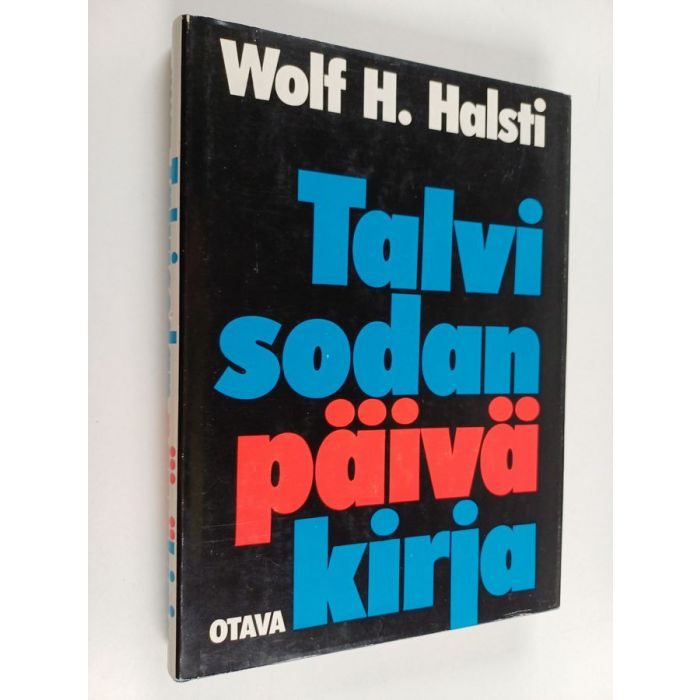 Wolf H. Halsti
Talvi
sodan
päivä
kirja
OTAVA